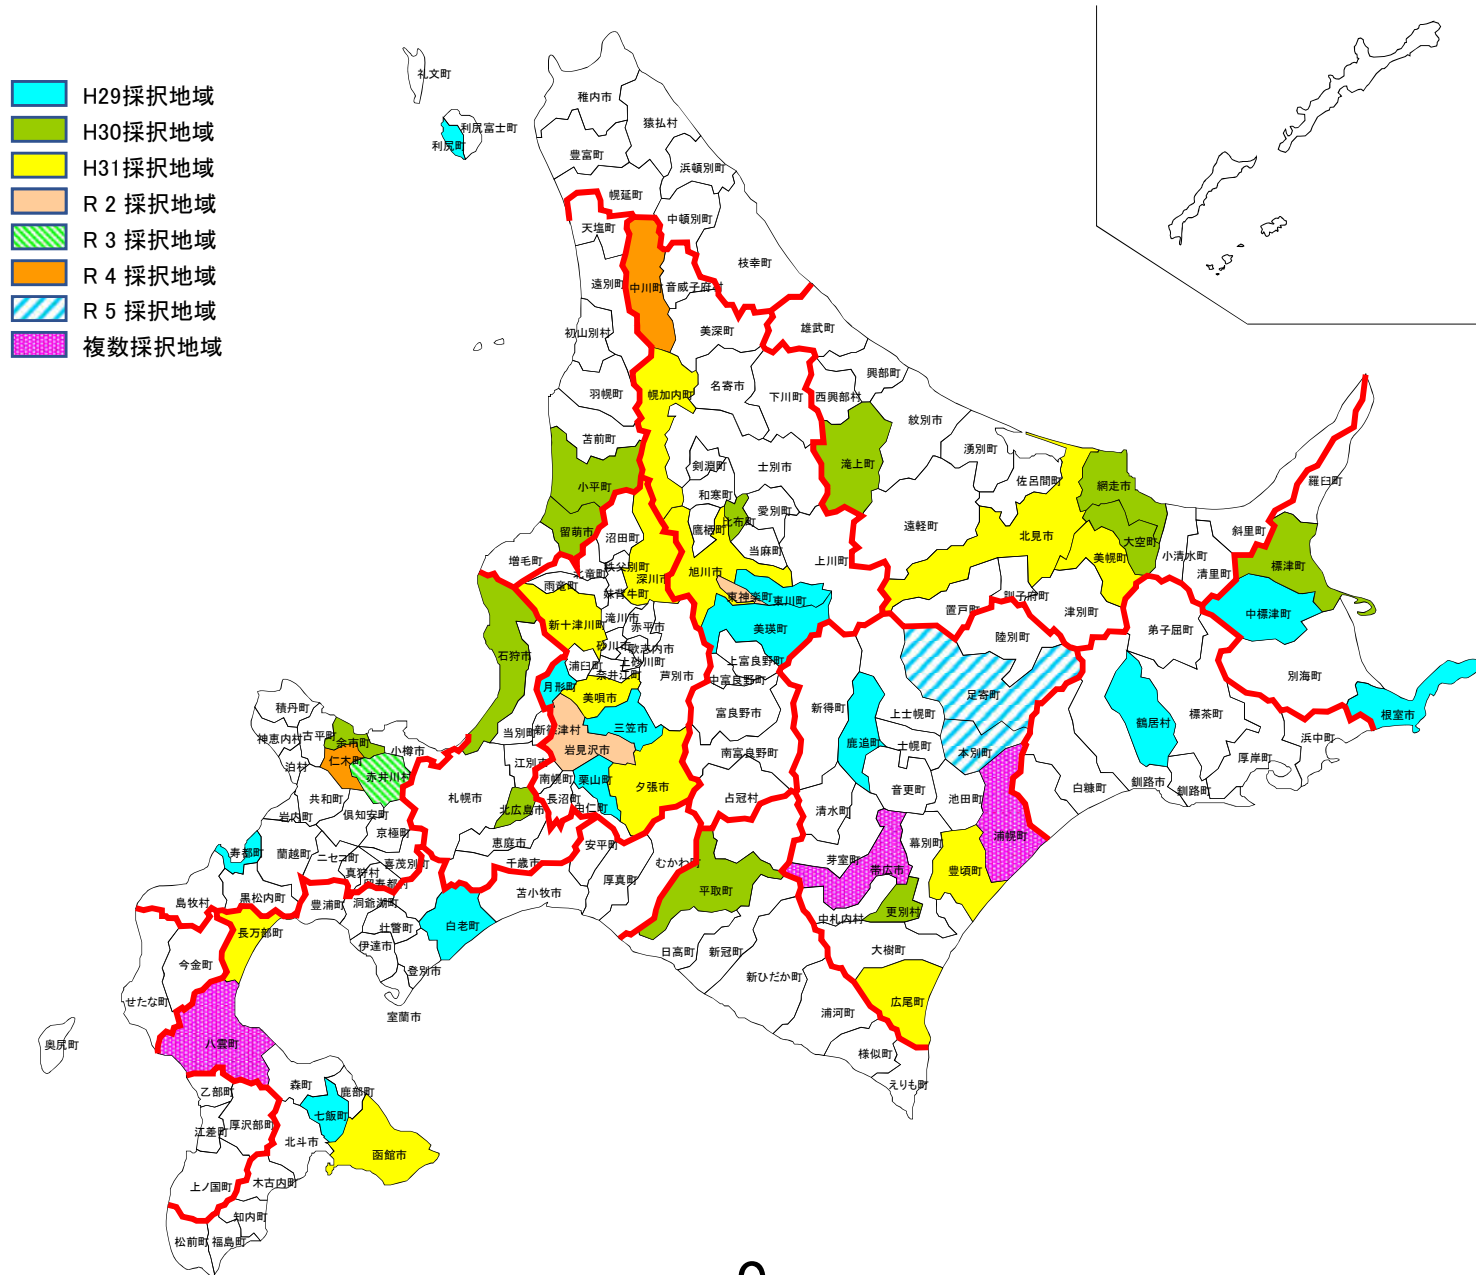 H29採択地域
H30採択地域
H31採択地域
R2 採択地域
R3 採択地域
R4 採択地域
R5 採択地域
複数採択地域
礼文町
利尻富士町
利尻町
稚内市
猿払村
豊富町
浜頓別町
幌延町
中頓別町
天塩町
枝幸町
遠別町
中川町
音威子府村
初山別村
美深町
雄武町
羽幌町
幌加内町
名寄市
下川町
西興部村
興部町
紋別市
苫前町
剣淵町
士別市
滝上町
湧別町
佐呂間町
小平町
和寒町
網走市
羅臼町
留萌市
沼田町
鷹栖町
比布町
愛別町
遠軽町
北見市
大空町
小清水町
斜里町
増毛町
北竜町
秩父別町
深川市
旭川市
当麻町
上川町
美幌町
清里町
標津町
雨竜町
妹背牛町
東神楽町
東川町
置戸町
訓子府町
津別町
中標津町
新十津川町
滝川市
赤平市
美瑛町
陸別町
弟子屈町
石狩市
砂川市
歌志内市
上砂川町
浦臼町
奈井江町
芦別市
上富良野町
中富良野町
別海町
月形町
美唄市
足寄町
積丹町
神恵内村
古平町
余市町
小樽市
当別町
新篠津村
三笠市
富良野市
新得町
上士幌町
鶴居村
標茶町
根室市
浜中町
泊村
仁木町
赤井川村
江別市
岩見沢市
南富良野町
鹿追町
士幌町
本別町
厚岸町
共和町
札幌市
南幌町
栗山町
夕張市
占冠村
音更町
池田町
白糠町
釧路市
釧路町
岩内町
倶知安町
京極町
北広島市
長沼町
由仁町
清水町
浦幌町
寿都町
蘭越町
ニセコ町
真狩村
喜茂別町
留寿都村
恵庭市
千歳市
安平町
むかわ町
芽室町
帯広市
幕別町
豊頃町
島牧村
黒松内町
豊浦町
洞爺湖町
壮瞥町
白老町
苫小牧市
厚真町
平取町
中札内村
更別村
長万部町
伊達市
登別市
日高町
新冠町
大樹町
今金町
せたな町
室蘭市
新ひだか町
広尾町
浦河町
奥尻町
八雲町
様似町
えりも町
乙部町
森町
鹿部町
江差町
厚沢部町
七飯町
北斗市
函館市
上ノ国町
木古内町
知内町
松前町
福島町